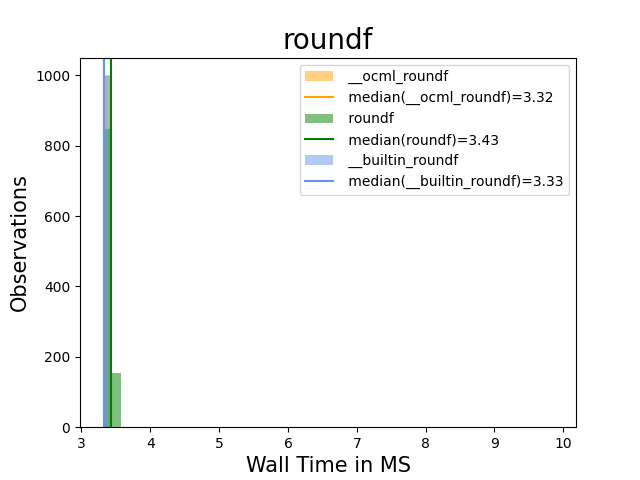 roundf
__ocml_roundf
median(__ocml_roundf)=3.32
roundf
median(roundf)=3.43
__builtin_roundf
median(__builtin_roundf)=3.33
Observations
1000
800
600
400
200
0
3 4 5 6 7 8 9 10
Wall Time in MS